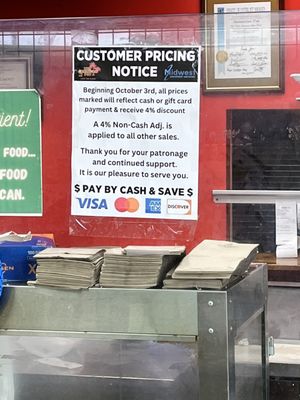 CUSTOMER PRICING
NOTICE
Midwest
Beginning October 3rd, all prices
marked will reflect cash or gift card
payment & receive 4% discount
A 4% Non-Cash Adj. is
applied to all other sales.
Thank you for your patronage
and continued support.
It is our pleasure to serve you.
$ PAY BY CASH & SAVE $
VISA
DISCOVER
ient!
FOOD...
FOOD
CAN.